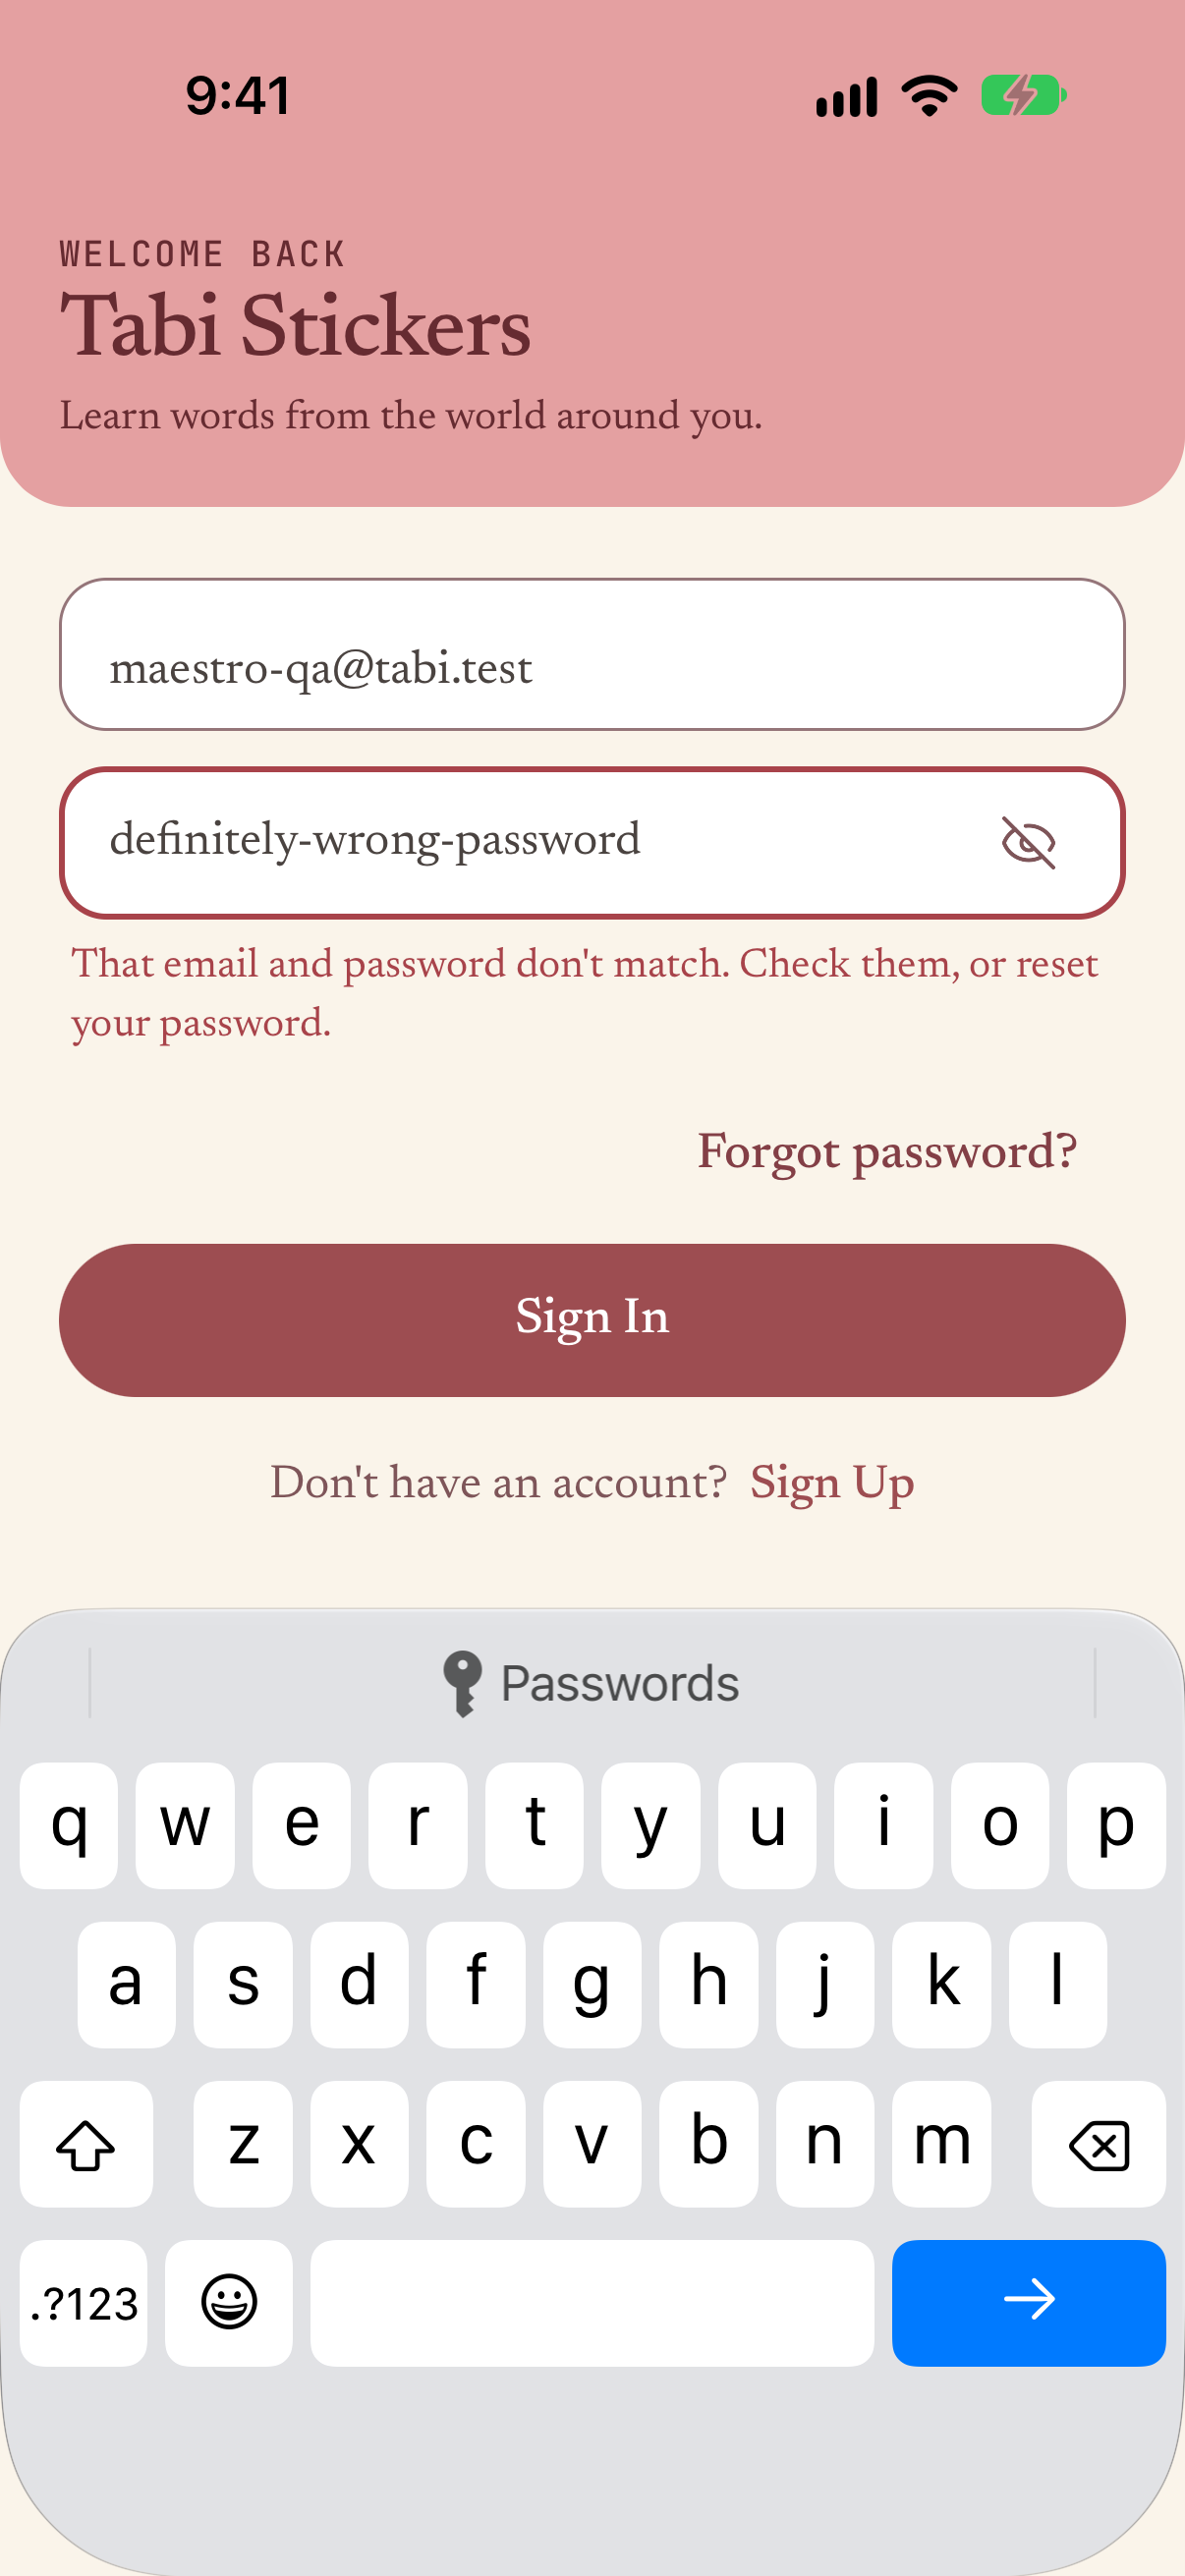 9:41
WELCOME BACK
Tabi Stickers
Learn words from the world around you.
maestro-qa@tabi.test
definitely-wrong-password
That email and password don't match. Check them, or reset
your password.
Forgot password?
Sign In
Don't have an account? Sign Up
Passwords
q w e r t y u i o p
a s d f g h j k l
z x c v b n m
.?123